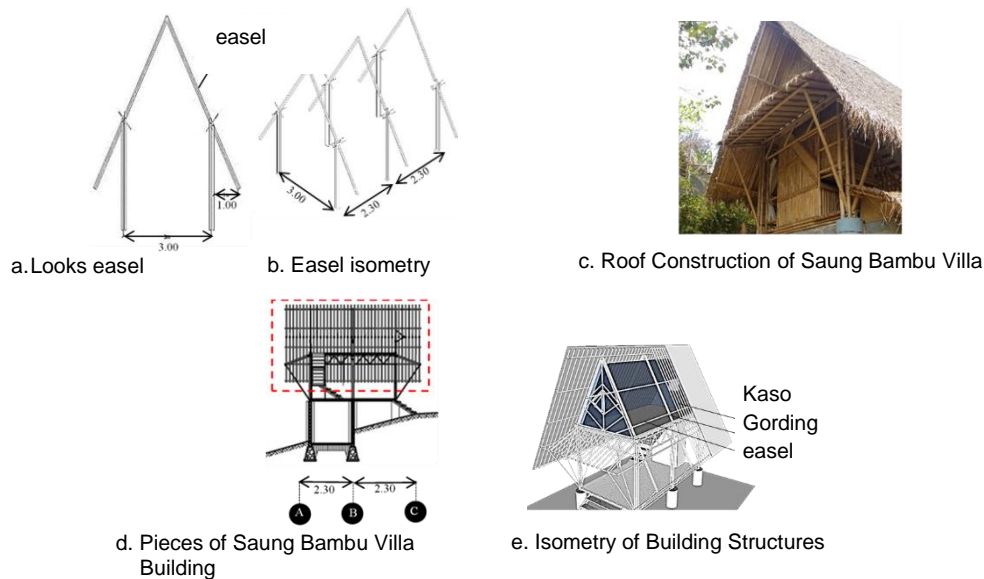 easel
1.00
3.00
3.00
2.30
2.30
a.Looks easel
b. Easel isometry
c. Roof Construction of Saung Bambu Villa
2.30
2.30
A
B
C
d. Pieces of Saung Bambu Villa
Building
Kaso
Gording
easel
e. Isometry of Building Structures